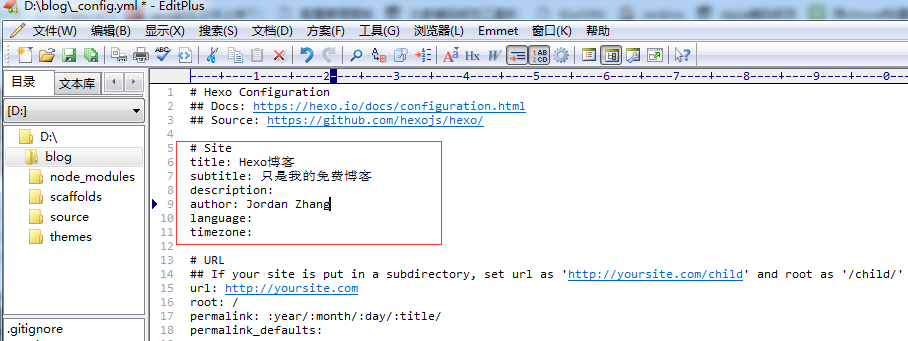 D:\blog\_config.yml * - EditPlus
文件(W) 编辑(B) 显示(X) 搜索(S) 文档(D) 方案(F) 工具(G) 浏览器(L) Emmet 窗口(K) 帮助
目录 文本库
[D:]
D:\
blog
node_modules
scaffolds
source
themes
.gitignore
----+----1----+----2----+----3----+----4----+----5----+----6----+----7----+----8----+----9----+----0----+
1 # Hexo Configuration
2 ## Docs: https://hexo.io/docs/configuration.html
3 ## Source: https://github.com/hexojs/hexo/
4
5 # Site
6 title: Hexo博客
7 subtitle: 只是我的免费博客
8 description:
9 author: Jordan Zhang
10 language:
11 timezone:
12
13 # URL
14 ## If your site is put in a subdirectory, set url as 'http://yoursite.com/child' and root as '/child/'
15 url: http://yoursite.com
16 root: /
17 permalink: :year/:month/:day/:title/
18 permalink_defaults: